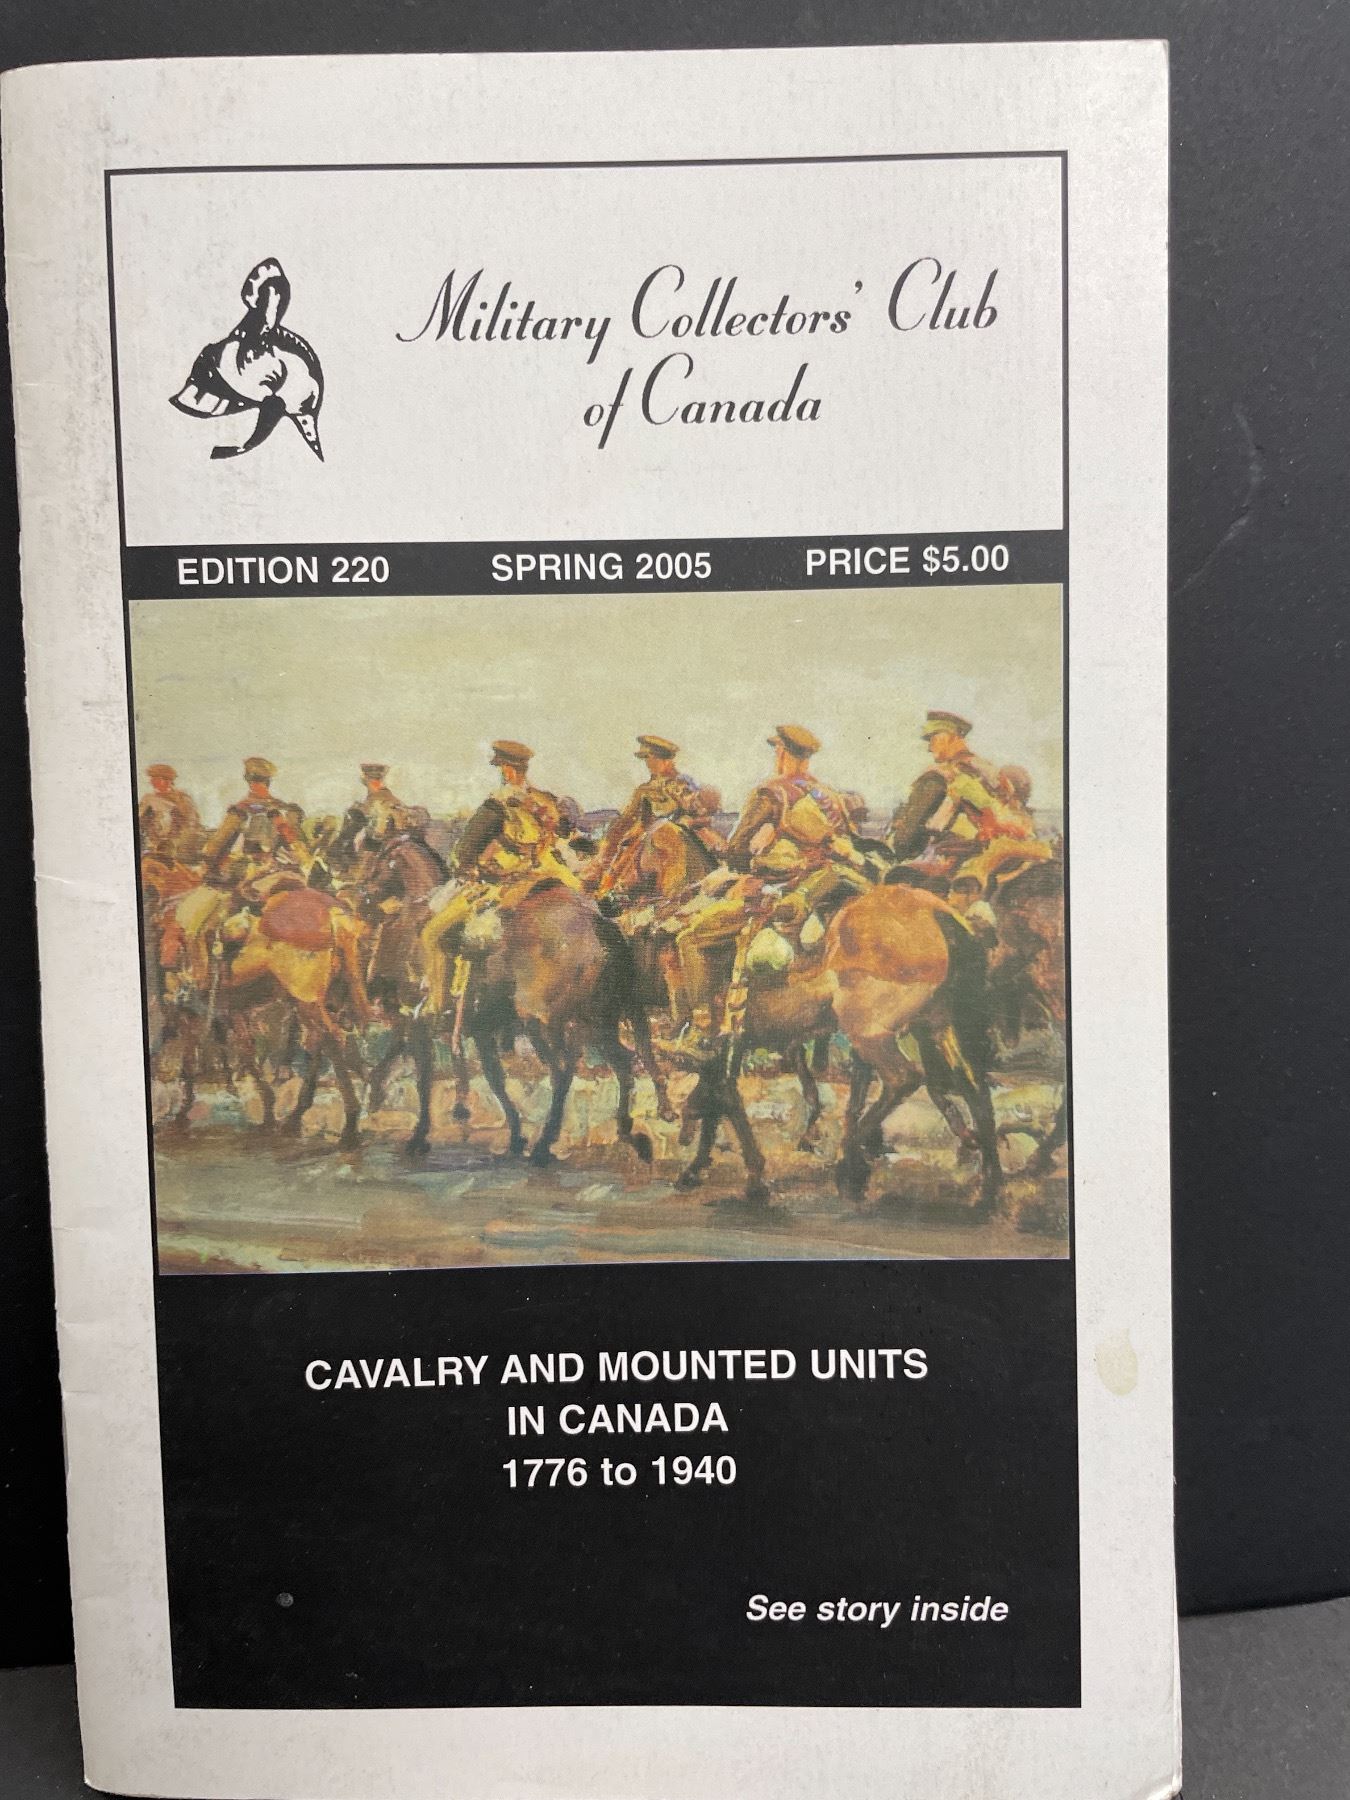 Military Collectors' Club
of Canada
EDITION 220 SPRING 2005 PRICE $5.00
CAVALRY AND MOUNTED UNITS
IN CANADA
1776 to 1940
See story inside